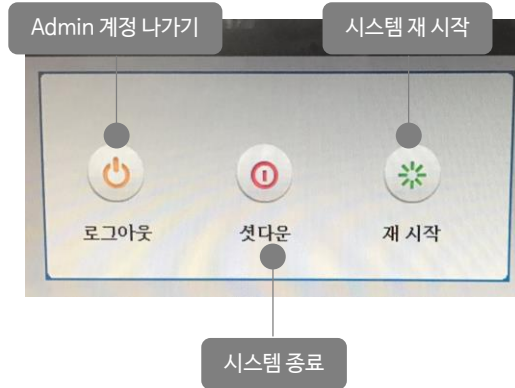 Admin 계정 나가기
시스템 재 시작
로그아웃
셧다운
재 시작
시스템 종료